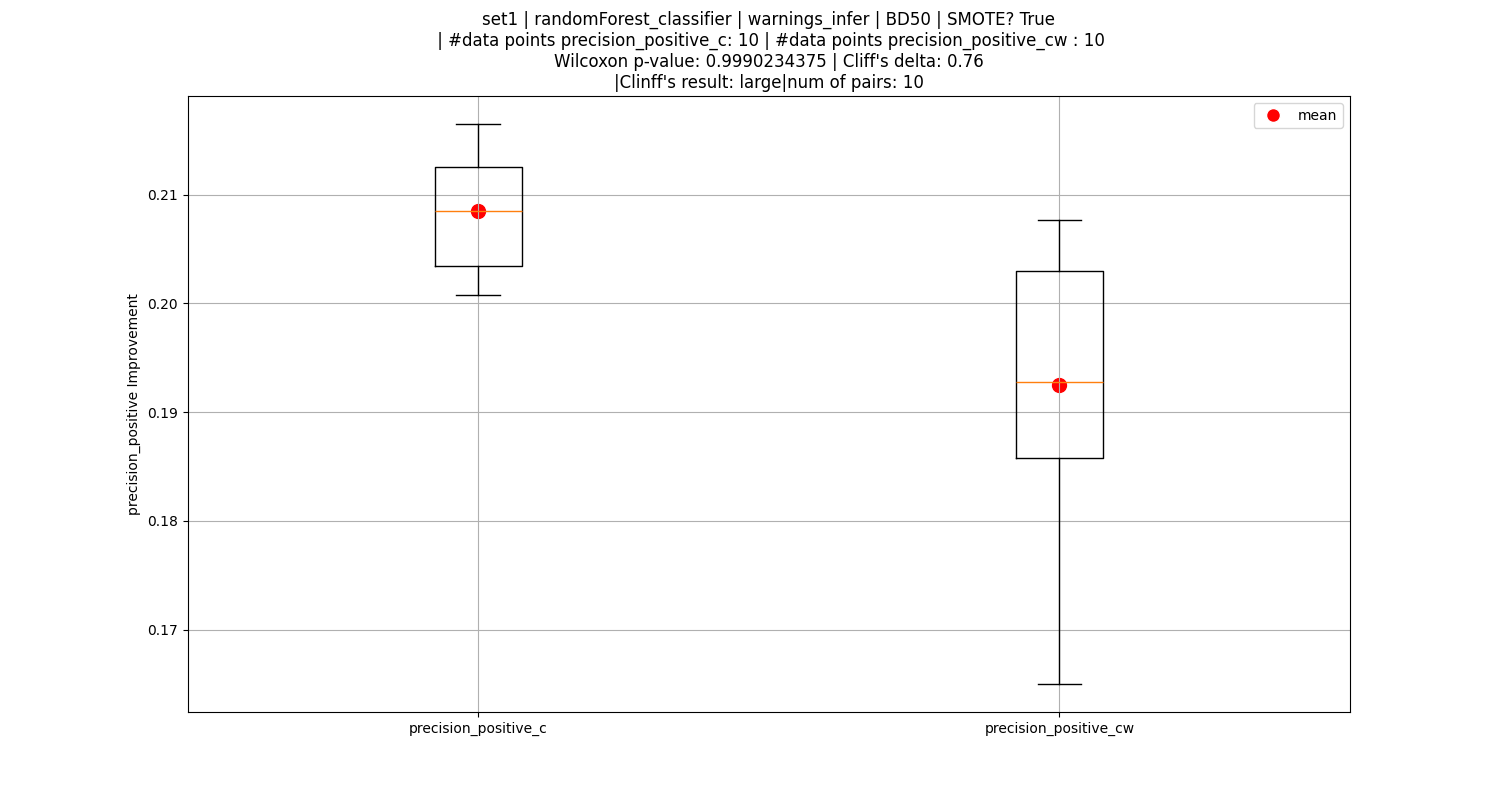 set1 | randomForest_classifier | warnings_infer | BD50 | SMOTE? True
| #data points precision_positive_c: 10 | #data points precision_positive_cw : 10
Wilcoxon p-value: 0.9990234375 | Cliff's delta: 0.76
|Clinff's result: large|num of pairs: 10
mean
0.21
0.20
0.19
0.18
0.17
precision_positive Improvement
precision_positive_c
precision_positive_cw